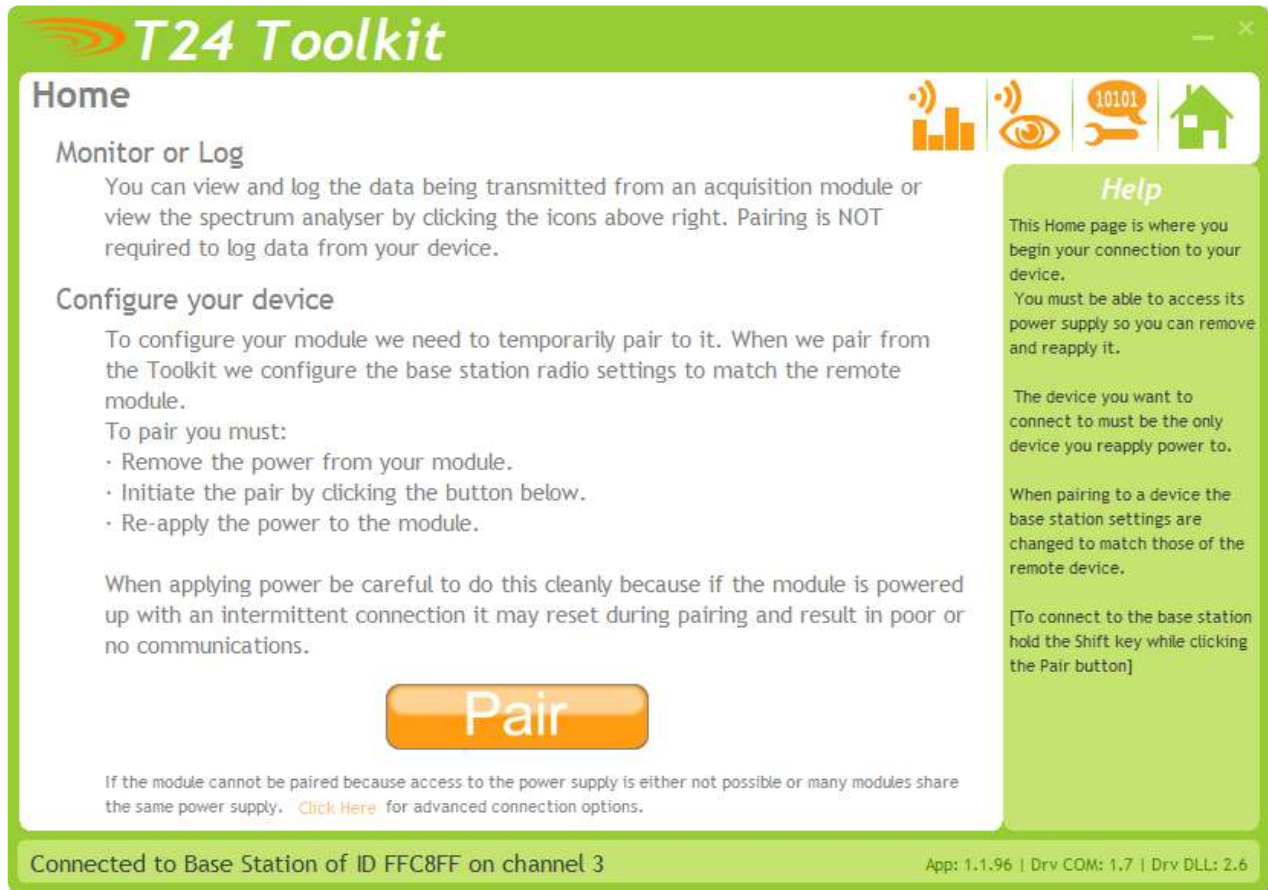 T24 Toolkit
Home
10101
Monitor or Log
You can view and log the data being transmitted from an acquisition module or
view the spectrum analyser by clicking the icons above right. Pairing is NOT
required to log data from your device.
Configure your device
To configure your module we need to temporarily pair to it. When we pair from
the Toolkit we configure the base station radio settings to match the remote
module.
To pair you must:
· Remove the power from your module.
· Initiate the pair by clicking the button below.
· Re-apply the power to the module.
When applying power be careful to do this cleanly because if the module is powered
up with an intermittent connection it may reset during pairing and result in poor or
no communications.
Pair
If the module cannot be paired because access to the power supply is either not possible or many modules share
the same power supply. Click Here for advanced connection options.
Help
This Home page is where you
begin your connection to your
device.
You must be able to access its
power supply so you can remove
and reapply it.
The device you want to
connect to must be the only
device you reapply power to.
When pairing to a device the
base station settings are
changed to match those of the
remote device.
[To connect to the base station
hold the Shift key while clicking
the Pair button]
Connected to Base Station of ID FFC8FF on channel 3
App: 1.1.96 | Drv COM: 1.7 | Drv DLL: 2.6